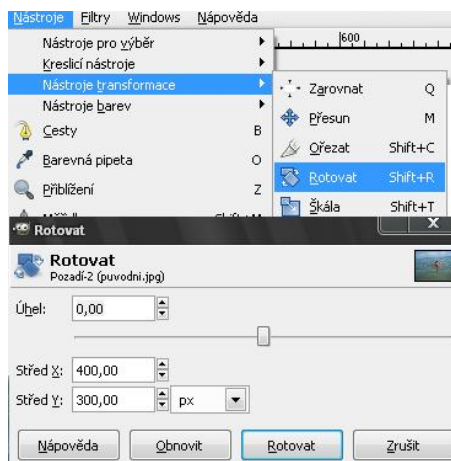 Nástroje Filtry Windows Nápověda
600
Nástroje pro výběr
Kreslicí nástroje
Nástroje transformace
Zarovnat Q
Nástroje barev
Přesun M
Cesty B
Ořezat Shift+C
Barevná pipeta O
Rotovat Shift+R
Přiblížení Z
Škála Shift+T
Rotovat X
Rotovat
Pozadí-2 (puvodni.jpg)
Úhel: 0,00
Střed X: 400,00
Střed Y: 300,00 px
Nápověda Obnovit Rotovat Zrušit